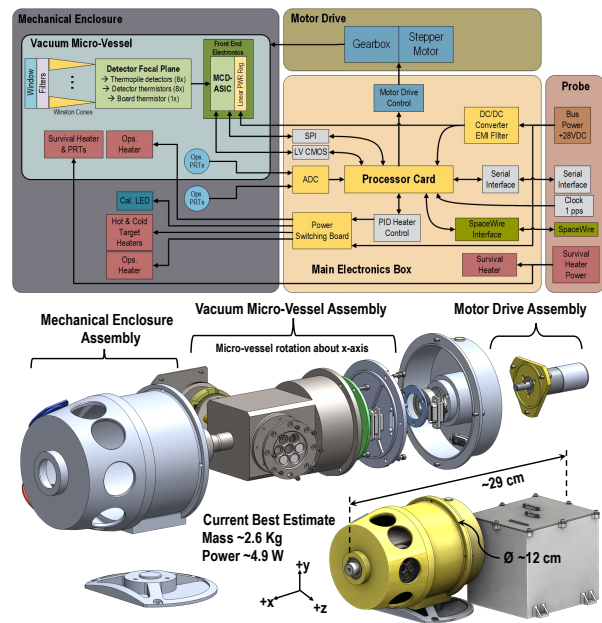 Mechanical Enclosure
Motor Drive
Vacuum Micro-Vessel
Front End
Electronics
Gearbox
Stepper
Motor
Window
Filters
Detector Focal Plane
→ Thermopile detectors (8x)
→ Detector thermistors (8x)
→ Board thermistor (1x)
MCD-
ASIC
Linear PWR Reg.
Winston Cones
Probe
Motor Drive
Control
DC/DC
Converter
EMI Filter
Bus
Power
+28VDC
Survival Heater
& PRTs
Ops.
Heater
SPI
LV CMOS
Ops.
PRTs
Ops.
PRTs
ADC
Processor Card
Serial
Interface
Serial
Interface
Clock
1 pps
Cal. LED
Hot & Cold
Target
Heaters
Ops.
Heater
Power
Switching Board
PID Heater
Control
SpaceWire
Interface
SpaceWire
Main Electronics Box
Survival
Heater
Survival
Heater
Power
Mechanical Enclosure
Assembly
Vacuum Micro-Vessel Assembly
Micro-vessel rotation about x-axis
Motor Drive Assembly
~29 cm
Current Best Estimate
Mass ~2.6 Kg
Power ~4.9 W
Ø ~12 cm
+y
+x
+z